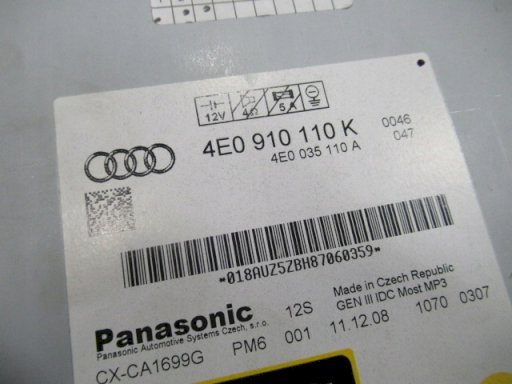 12V 4Ω 5A
4E0 910 110 K 0046
4E0 035 110 A 047
*018AUZ5ZBH87060359*
Panasonic 12S Made in Czech Republic
Panasonic Automotive Systems Czech, s.r.o. GEN III IDC Most MP3
CX-CA1699G PM6 001 11.12.08 1070 0307